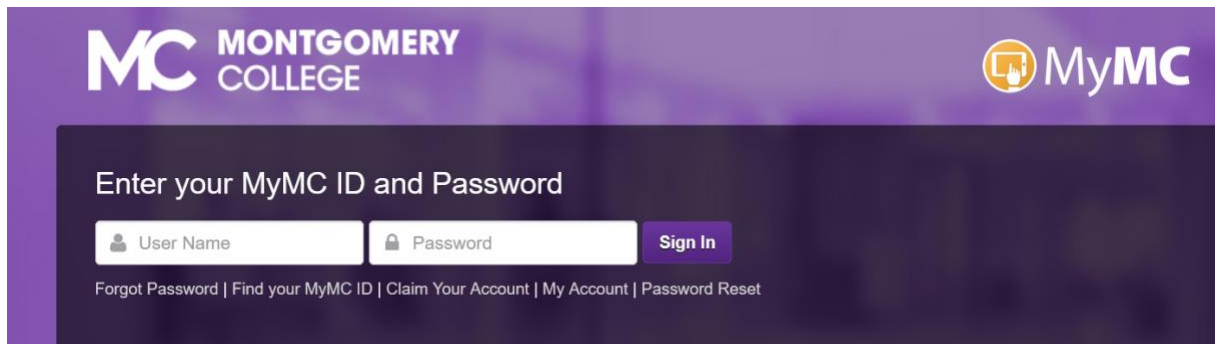 MC MONTGOMERY
COLLEGE
MyMC
Enter your MyMC ID and Password
User Name
Password
Sign In
Forgot Password | Find your MyMC ID | Claim Your Account | My Account | Password Reset